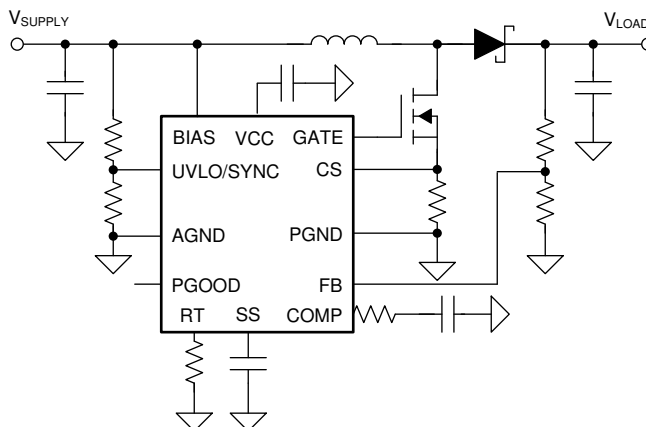 VSUPPLY
VLOAD
BIAS
VCC
GATE
UVLO/SYNC
CS
AGND
PGND
PGOOD
FB
RT
SS
COMP